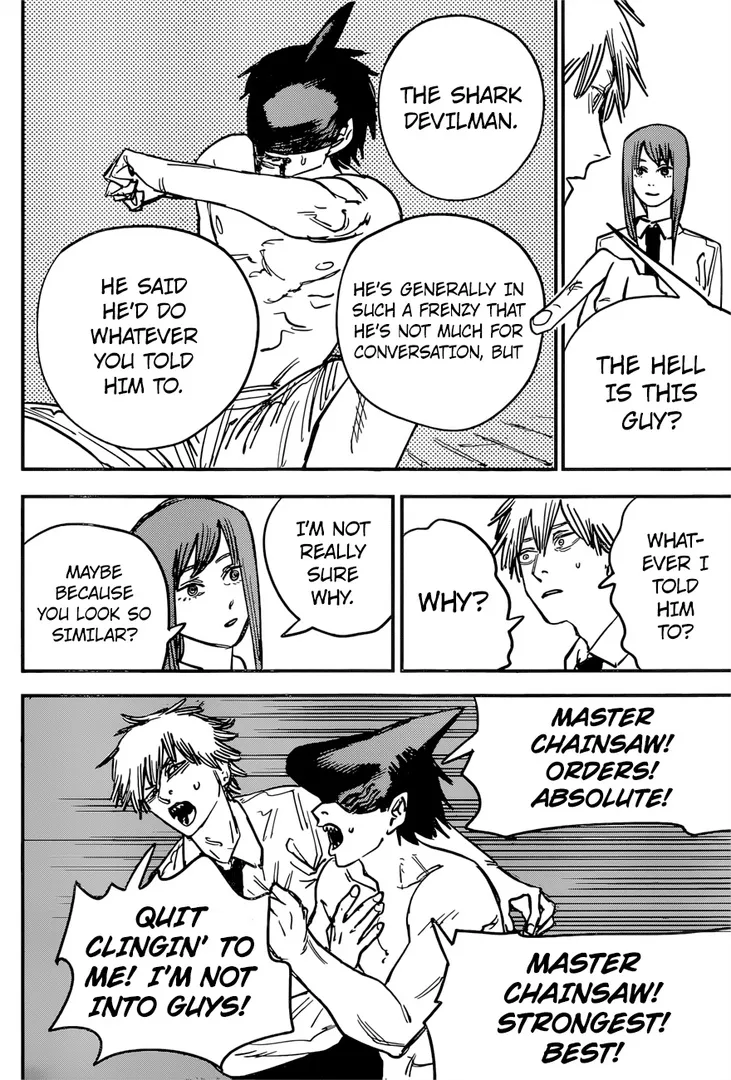 THE HELL
IS THIS
GUY?
THE SHARK
DEVILMAN.
HE'S GENERALLY IN
SUCH A FRENZY THAT
HE'S NOT MUCH FOR
CONVERSATION, BUT
HE SAID
HE'D DO
WHATEVER
YOU TOLD
HIM TO.
WHAT-
EVER I
TOLD
HIM
TO?
WHY?
I'M NOT
REALLY
SURE
WHY.
MAYBE
BECAUSE
YOU LOOK SO
SIMILAR?
MASTER
CHAINSAW!
ORDERS!
ABSOLUTE!
MASTER
CHAINSAW!
STRONGEST!
BEST!
QUIT
CLINGIN' TO
ME! I'M NOT
INTO GUYS!